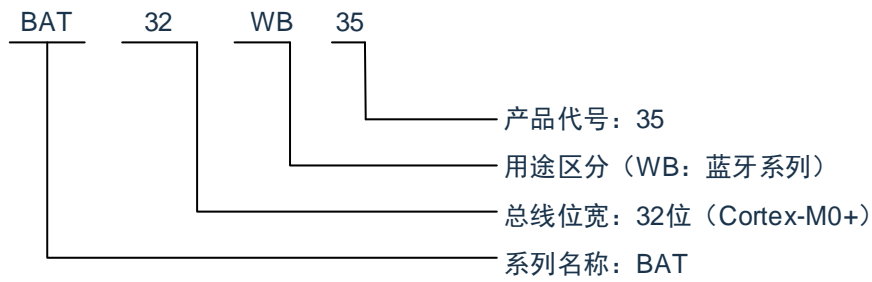 BAT 32 WB 35
产品代号：35
用途区分（WB：蓝牙系列）
总线位宽：32位（Cortex-M0+）
系列名称：BAT